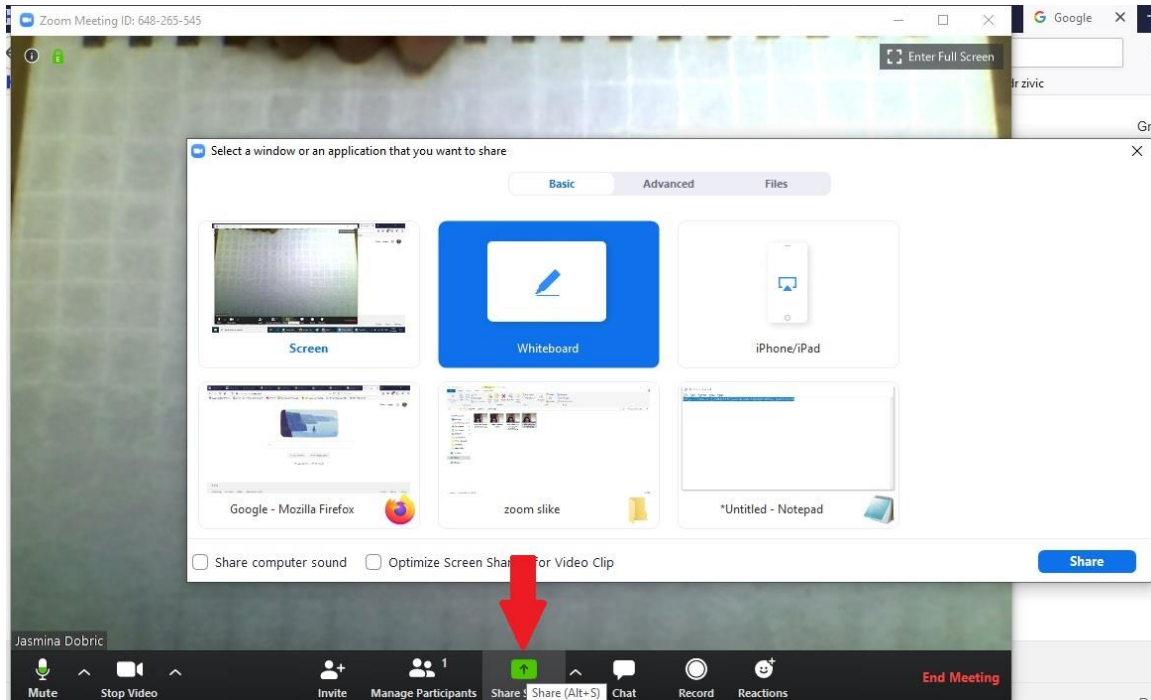 Zoom Meeting ID: 648-265-545
Google
Enter Full Screen
dr zivic
Gr
Select a window or an application that you want to share
Basic Advanced Files
Screen
Whiteboard
iPhone/iPad
Google - Mozilla Firefox
zoom slike
*Untitled - Notepad
Share computer sound
Optimize Screen Shar for Video Clip
Share
Jasmina Dobric
Mute
Stop Video
Invite
1
Manage Participants
Share S
Share (Alt+S)
Chat
Record
Reactions
End Meeting